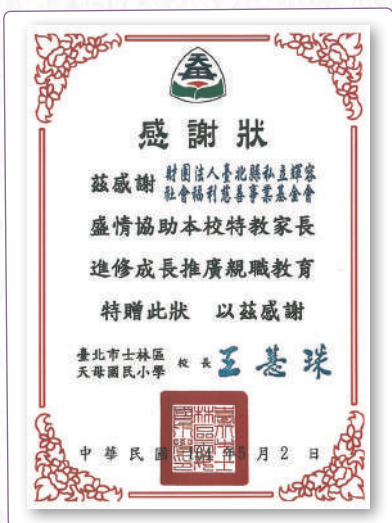 感謝狀
茲感謝 財團法人臺北縣私立輝容
社會福利慈善事業基金會
盛情協助本校特教家長
進修成長推廣親職教育
特贈此狀 以茲感謝
臺北市士林區
天母國民小學 校長 王慧珠
中華民國 104 年 5 月 2 日